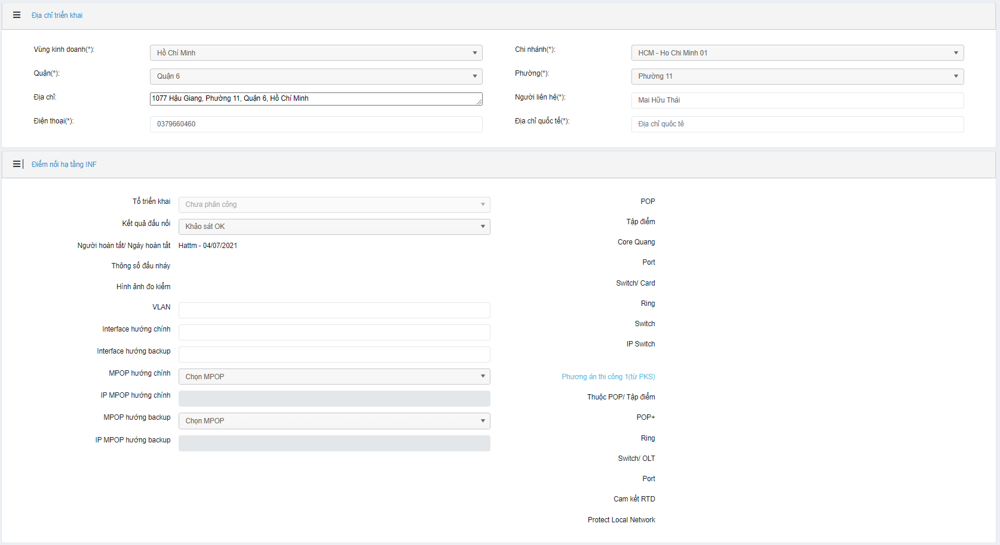 Địa chỉ triển khai
Vùng kinh doanh(*): Hồ Chí Minh Chi nhánh(*): HCM - Ho Chi Minh 01
Quận(*): Quận 6 Phường(*): Phường 11
Địa chỉ: 1077 Hậu Giang, Phường 11, Quận 6, Hồ Chí Minh Người liên hệ(*): Mai Hữu Thái
Điện thoại(*): 0379660460 Địa chỉ quốc tế(*): Địa chỉ quốc tê
Điểm nối hạ tầng INF
Tổ triển khai Chưa phân công
Kết quả đấu nối Khảo sát OK
Người hoàn tất/ Ngày hoàn tất Hattm - 04/07/2021
Thông số đấu nháy
Hình ảnh đo kiểm
VLAN
Interface hướng chính
Interface hướng backup
MPOP hướng chính Chọn MPOP
IP MPOP hướng chính
MPOP hướng backup Chọn MPOP
IP MPOP hướng backup
POP
Tập điểm
Core Quang
Port
Switch/ Card
Ring
Switch
IP Switch
Phương án thi công 1(từ PKS)
Thuộc POP/ Tập điểm
POP+
Ring
Switch/ OLT
Port
Cam kết RTD
Protect Local Network